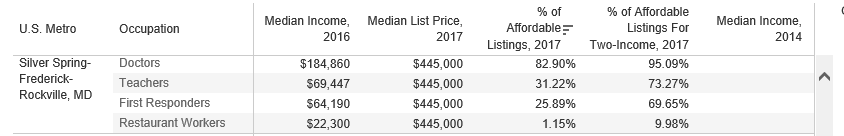 U.S. Metro Occupation Median Income, 2016 Median List Price, 2017 % of Affordable Listings, 2017 % of Affordable Listings For Two-Income, 2017 Median Income, 2014
Silver Spring-Frederick-Rockville, MD
Doctors $184,860 $445,000 82.90% 95.09%
Teachers $69,447 $445,000 31.22% 73.27%
First Responders $64,190 $445,000 25.89% 69.65%
Restaurant Workers $22,300 $445,000 1.15% 9.98%